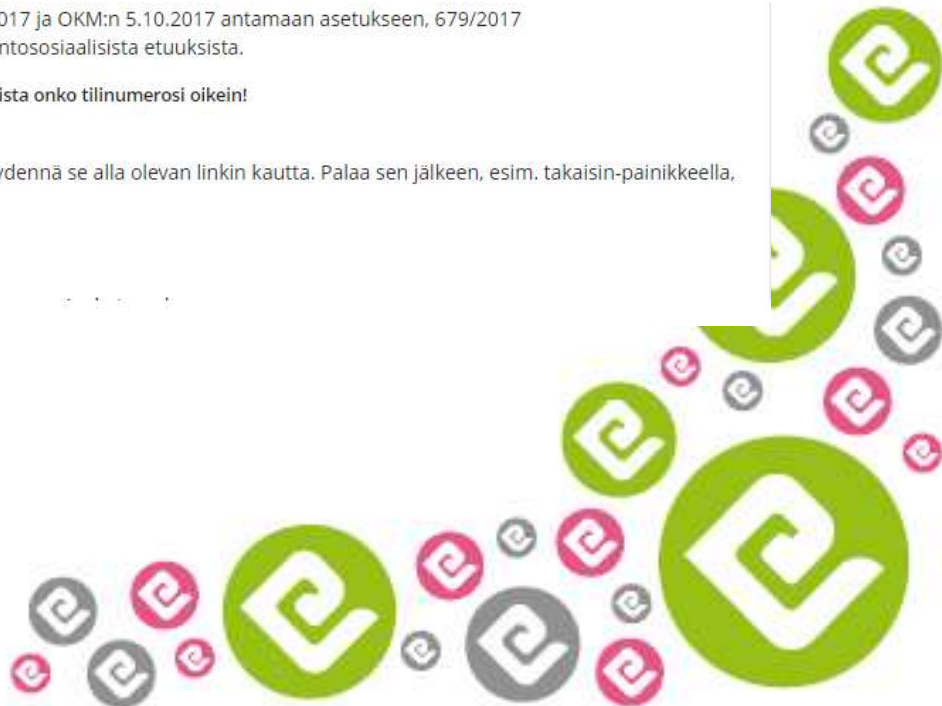 2017 ja OKM:n 5.10.2017 antamaan asetukseen, 679/2017
ntososiaalisista etuuksista.
ista onko tilinumerosi oikein!
ydennä se alla olevan linkin kautta. Palaa sen jälkeen, esim. takaisin-painikkeella,